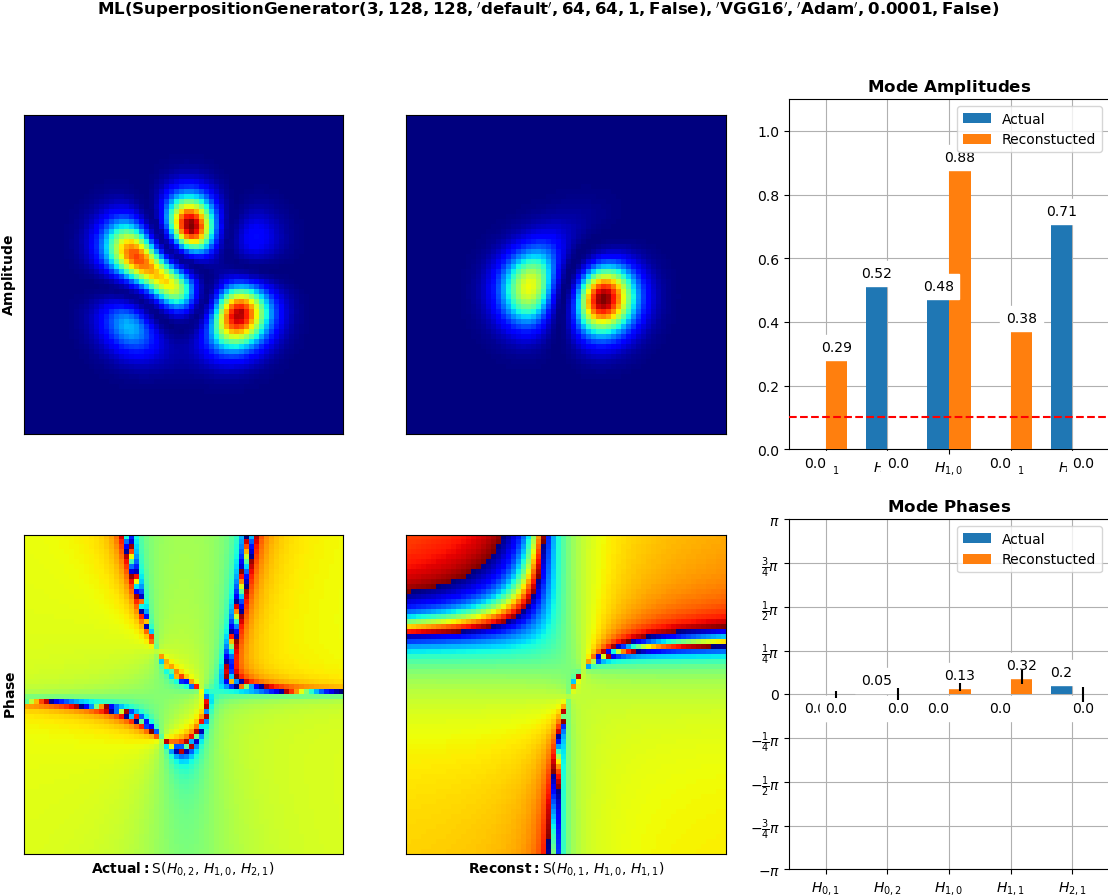 ML(SuperpositionGenerator(3, 128, 128, 'default', 64, 64, 1, False), 'VGG16', 'Adam', 0.0001, False)
Mode Amplitudes
Actual
Reconstucted
1.0
0.8
0.6
0.4
0.2
0.0
0.29
0.52
0.48
0.88
0.38
0.71
0.0 1
H 0.0
H1,0
0.0 1
H 0.0
Amplitude
Mode Phases
Actual
Reconstucted
π
3/4π
1/2π
1/4π
0
−1/4π
−1/2π
−3/4π
−π
0.05
0.13
0.32
0.2
0.0 0.0
0.0
0.0
0.0
0.0
H0,1
H0,2
H1,0
H1,1
H2,1
Phase
Actual: S(H0,2, H1,0, H2,1)
Reconst: S(H0,1, H1,0, H1,1)